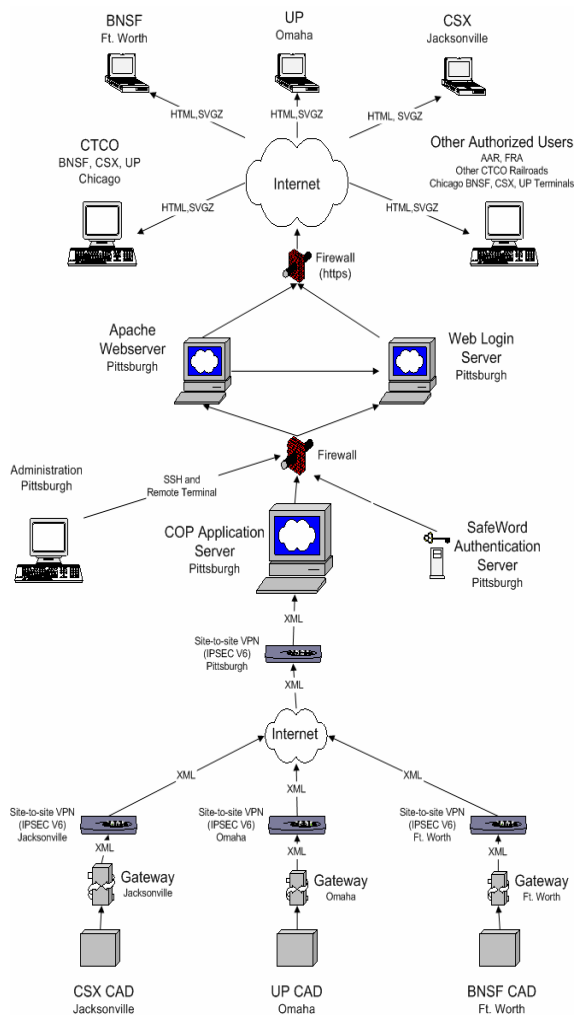 BNSF
Ft. Worth
UP
Omaha
CSX
Jacksonville
HTML,SVGZ
HTML,SVGZ
HTML, SVGZ
CTCO
BNSF, CSX, UP
Chicago
Other Authorized Users
AAR, FRA
Other CTCO Railroads
Chicago BNSF, CSX, UP Terminals
Internet
HTML,SVGZ
HTML,SVGZ
Firewall
(https)
Apache
Webserver
Pittsburgh
Web Login
Server
Pittsburgh
Firewall
Administration
Pittsburgh
SSH and
Remote Terminal
COP Application
Server
Pittsburgh
SafeWord
Authentication
Server
Pittsburgh
XML
Site-to-site VPN
(IPSEC V6)
Pittsburgh
XML
Internet
XML
XML
XML
Site-to-site VPN
(IPSEC V6)
Jacksonville
Site-to-site VPN
(IPSEC V6)
Omaha
Site-to-site VPN
(IPSEC V6)
Ft. Worth
XML
XML
XML
Gateway
Jacksonville
Gateway
Omaha
Gateway
Ft. Worth
CSX CAD
Jacksonville
UP CAD
Omaha
BNSF CAD
Ft. Worth